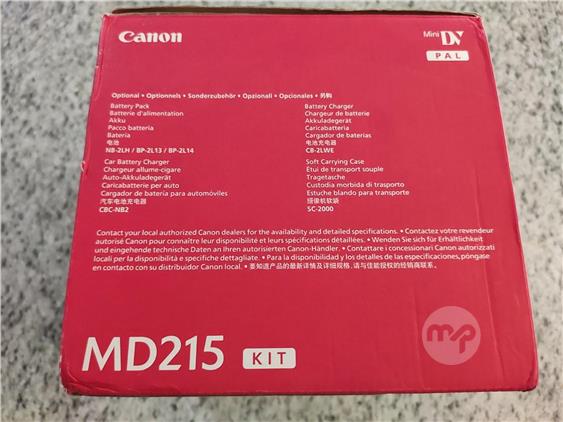 Canon
Mini DV
PAL
Optional • Optionnels • Sonderzubehör • Opzionali • Opcionales • 另购
Battery Pack
Batterie d'alimentation
Akku
Pacco batteria
Batería
电池
NB-2LH / BP-2L13 / BP-2L14
Battery Charger
Chargeur de batterie
Akkuladegerät
Caricabatteria
Cargador de baterías
电池充电器
CB-2LWE
Car Battery Charger
Chargeur allume-cigare
Auto-Akkuladegerät
Caricabatterie per auto
Cargador de batería para automóviles
汽车电池充电器
CBC-NB2
Soft Carrying Case
Étui de transport souple
Tragetasche
Custodia morbida di trasporto
Estuche blando para transporte
摄像机软袋
SC-2000
Contact your local authorized Canon dealers for the availability and detailed specifications. • Contactez votre revendeur
autorisé Canon pour connaître leur disponibilité et leurs spécifications détaillées. • Wenden Sie sich für Erhältlichkeit
und eingehende technische Daten an Ihren autorisierten Canon-Händler. • Contattare i concessionari Canon autorizzati
locali per la disponibilità e specifiche dettagliate. • Para la disponibilidad y los detalles de las especificaciones, póngase
en contacto con su distribuidor Canon local. • 要知道产品的最新详情及详细规格, 请与佳能授权的经销商联系。
MD215 KIT
mp